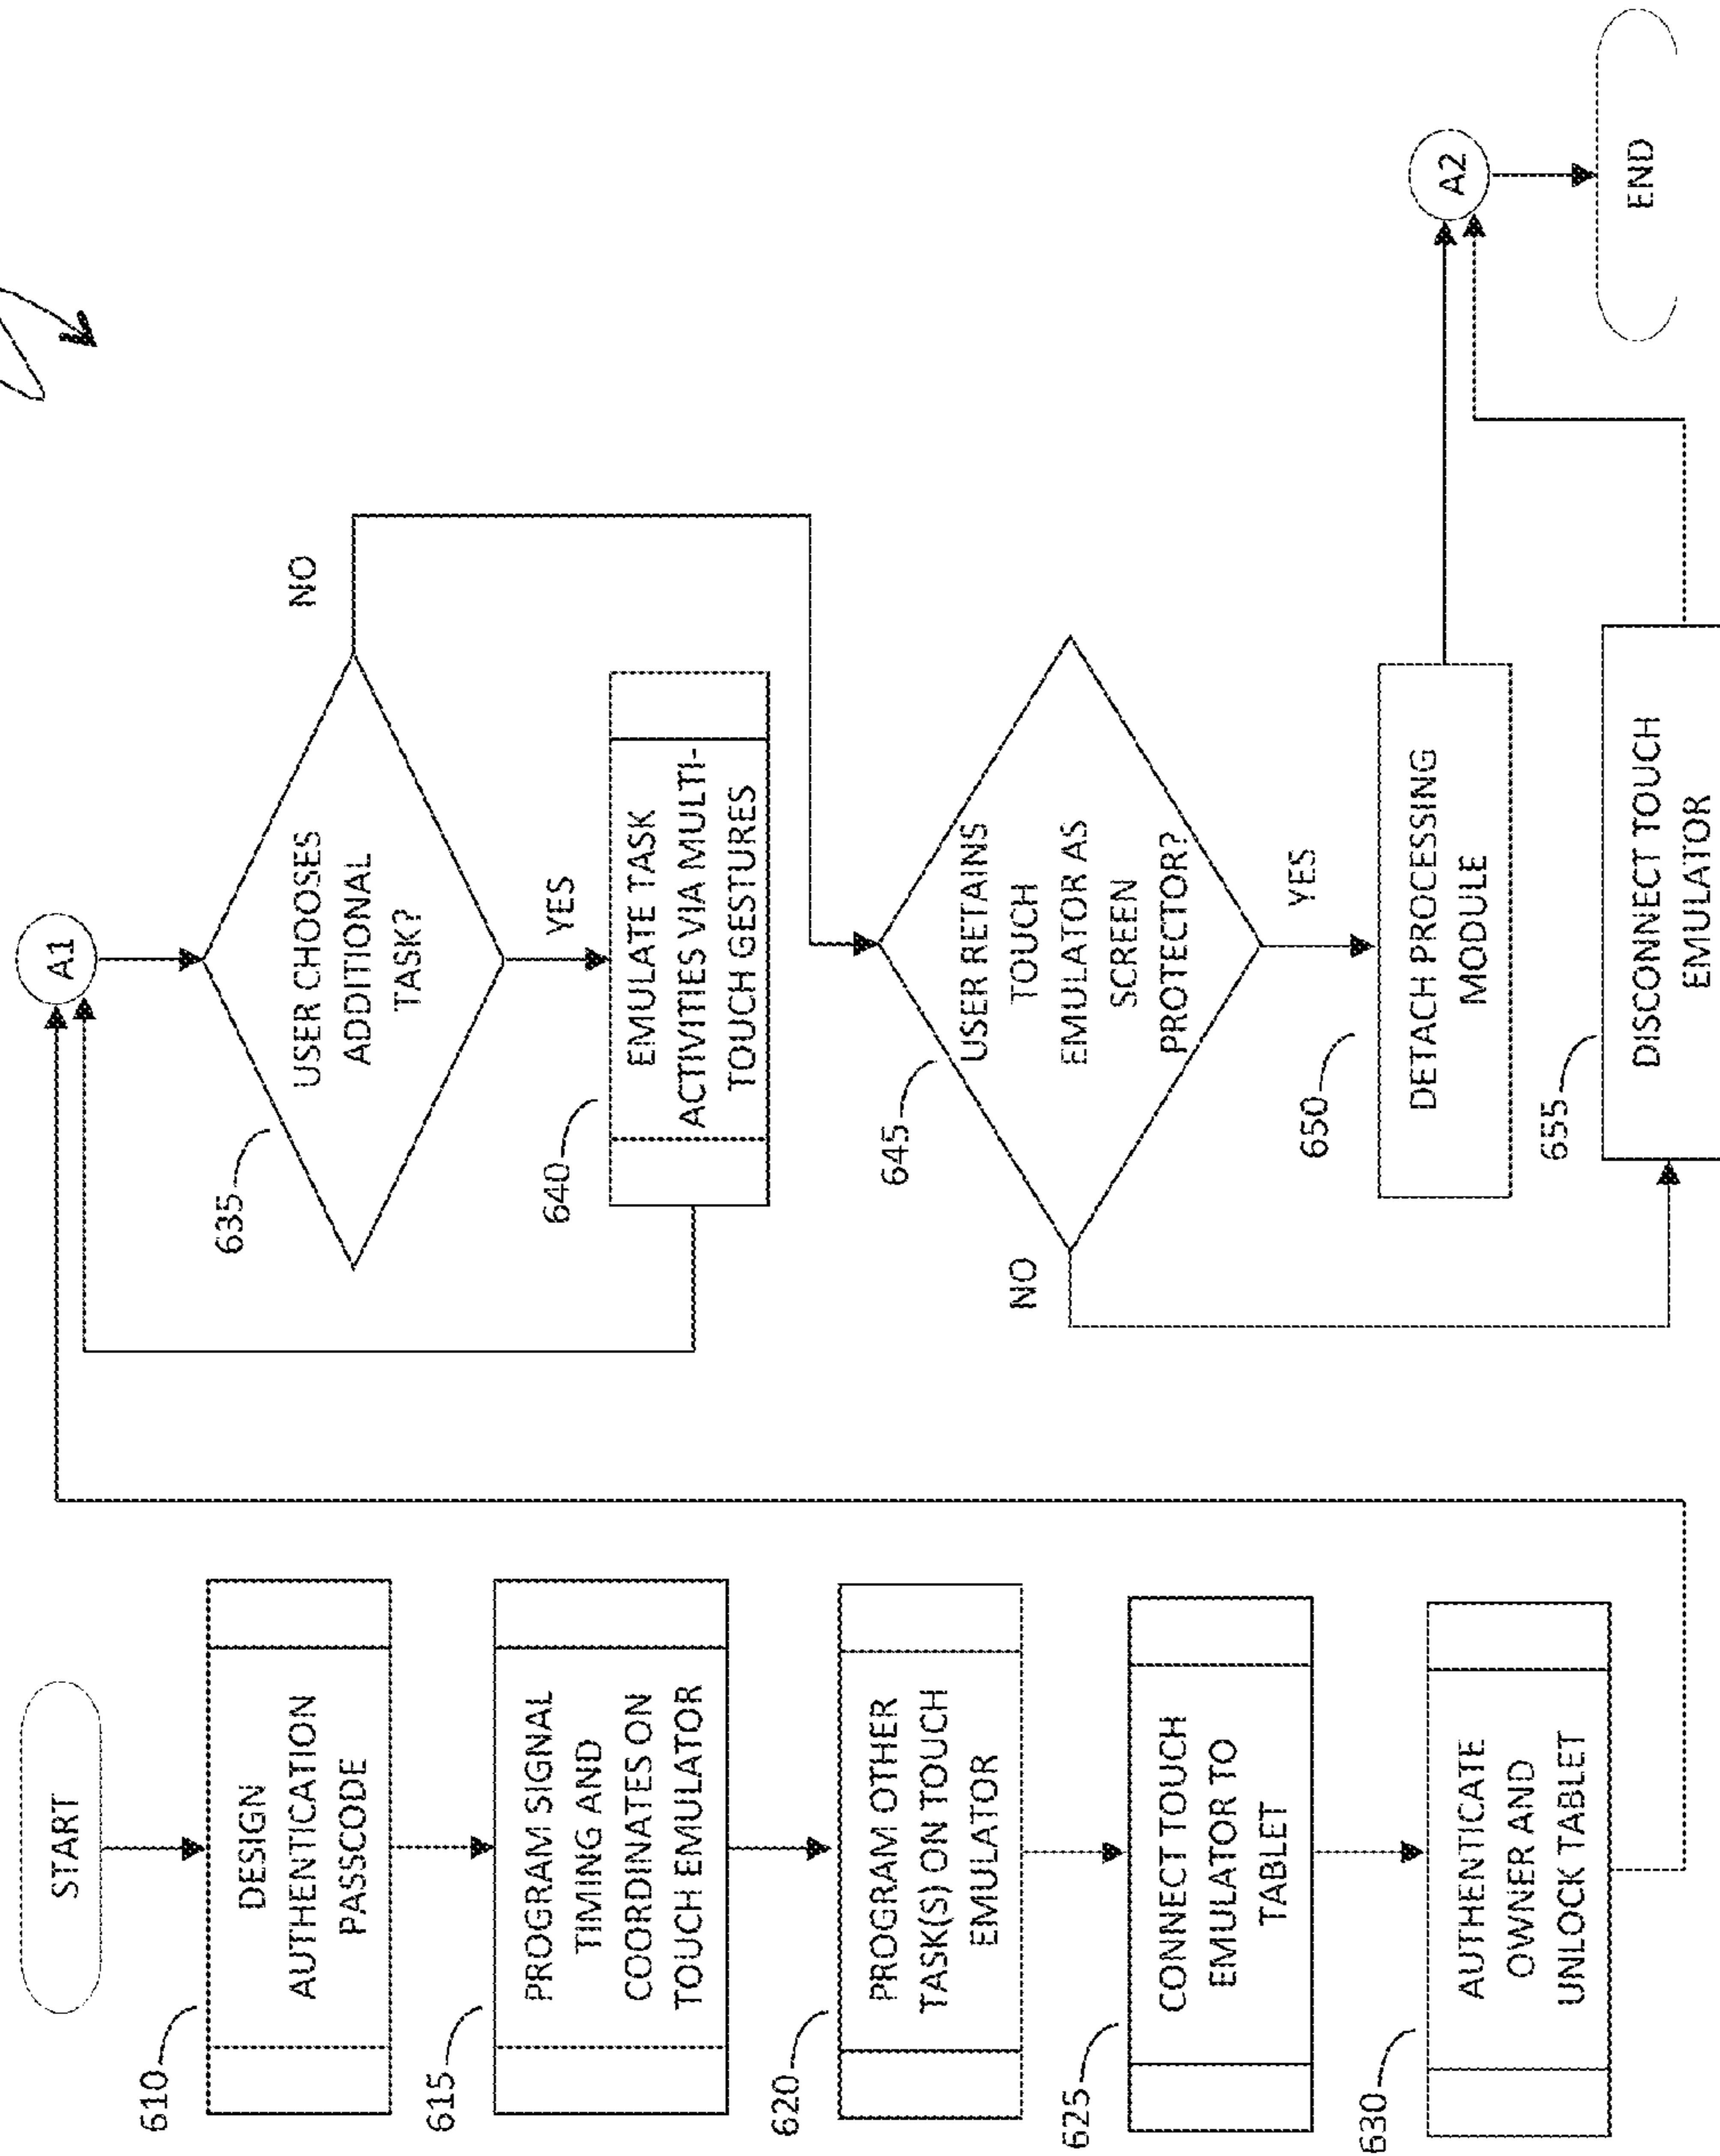 START
610
DESIGN
AUTHENTICATION
PASSCODE
615
PROGRAM SIGNAL
TIMING AND
COORDINATES ON
TOUCH EMULATOR
620
PROGRAM OTHER
TASK(S) ON TOUCH
EMULATOR
625
CONNECT TOUCH
EMULATOR TO
TABLET
630
AUTHENTICATE
OWNER AND
UNLOCK TABLET
A1
635
USER CHOOSES
ADDITIONAL
TASK?
NO
YES
640
EMULATE TASK
ACTIVITIES VIA MULTI-
TOUCH GESTURES
645
USER RETAINS
TOUCH
EMULATOR AS
SCREEN
PROTECTOR?
NO
YES
650
DETACH PROCESSING
MODULE
655
DISCONNECT TOUCH
EMULATOR
A2
END